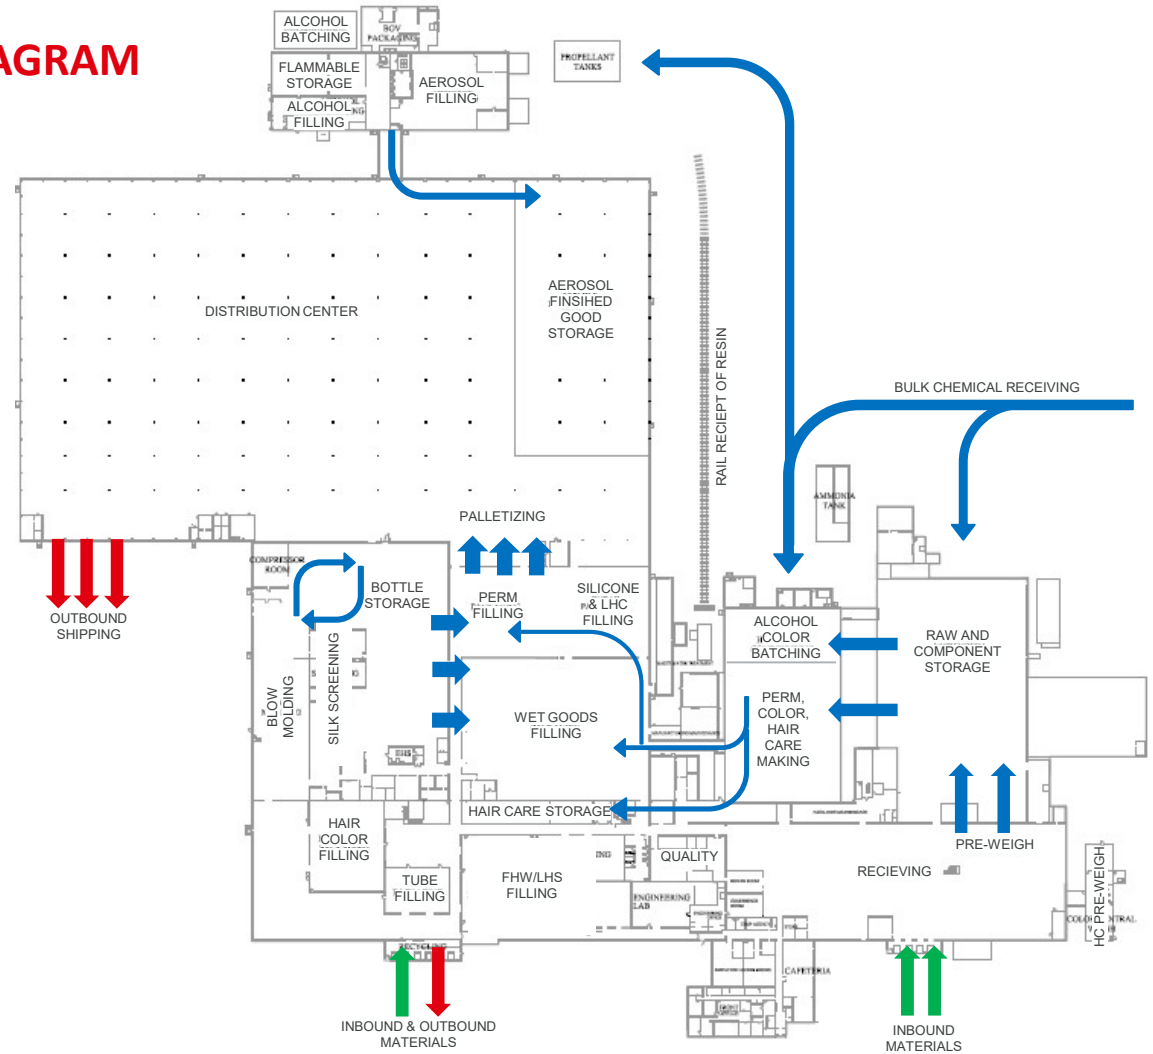 AGRAM
ALCOHOL
BATCHING
BOV
PACKAGING
FLAMMABLE
STORAGE
AEROSOL
FILLING
ALCOHOL
FILLING
PROPELLANT
TANKS
DISTRIBUTION CENTER
AEROSOL
FINSIHED
GOOD
STORAGE
RAIL RECIEPT OF RESIN
BULK CHEMICAL RECEIVING
AMMONIA
TANK
PALLETIZING
OUTBOUND
SHIPPING
COMPRESSOR
ROOM
BOTTLE
STORAGE
PERM
FILLING
SILICONE
& LHC
FILLING
ALCOHOL
COLOR
BATCHING
RAW AND
COMPONENT
STORAGE
BLOW
MOLDING
SILK SCREENING
WET GOODS
FILLING
PERM,
COLOR,
HAIR
CARE
MAKING
HAIR CARE STORAGE
HAIR
COLOR
FILLING
TUBE
FILLING
FHW/LHS
FILLING
QUALITY
ENGINEERING
LAB
PRE-WEIGH
RECIEVING
HC PRE-WEIGH
RECYCLING
CAFETERIA
INBOUND & OUTBOUND
MATERIALS
INBOUND
MATERIALS